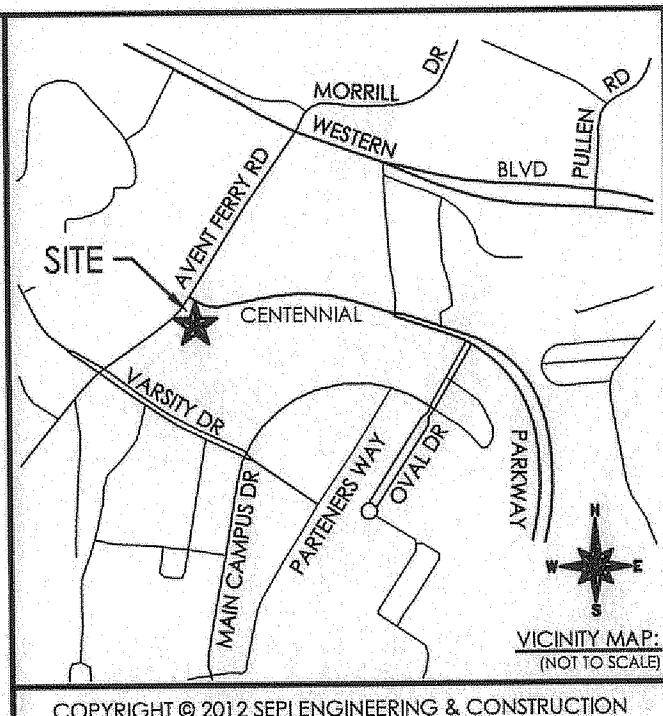 MORRILL
DR
WESTERN
BLVD
PULLEN
RD
AVENT FERRY RD
SITE
CENTENNIAL
VARSITY DR
MAIN CAMPUS DR
PARTENERS WAY
OVAL DR
PARKWAY
N
W
E
S
VICINITY MAP:
(NOT TO SCALE)
COPYRIGHT © 2012 SEPI ENGINEERING & CONSTRUCTION